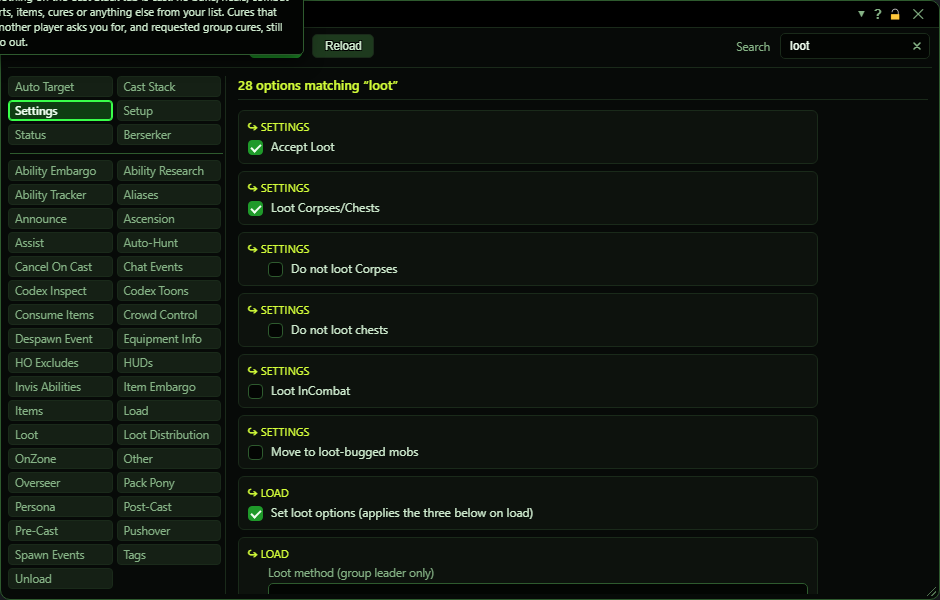 rts, items, cures or anything else from your list. Cures that
nother player asks you for, and requested group cures, still
o out.
?
Reload
Search
loot
Auto Target
Cast Stack
Settings
Setup
Status
Berserker
Ability Embargo
Ability Research
Ability Tracker
Aliases
Announce
Ascension
Assist
Auto-Hunt
Cancel On Cast
Chat Events
Codex Inspect
Codex Toons
Consume Items
Crowd Control
Despawn Event
Equipment Info
HO Excludes
HUDs
Invis Abilities
Item Embargo
Items
Load
Loot
Loot Distribution
OnZone
Other
Overseer
Pack Pony
Persona
Post-Cast
Pre-Cast
Pushover
Spawn Events
Tags
Unload
28 options matching “loot”
↪ SETTINGS
Accept Loot
↪ SETTINGS
Loot Corpses/Chests
↪ SETTINGS
Do not loot Corpses
↪ SETTINGS
Do not loot chests
↪ SETTINGS
Loot InCombat
↪ SETTINGS
Move to loot-bugged mobs
↪ LOAD
Set loot options (applies the three below on load)
↪ LOAD
Loot method (group leader only)